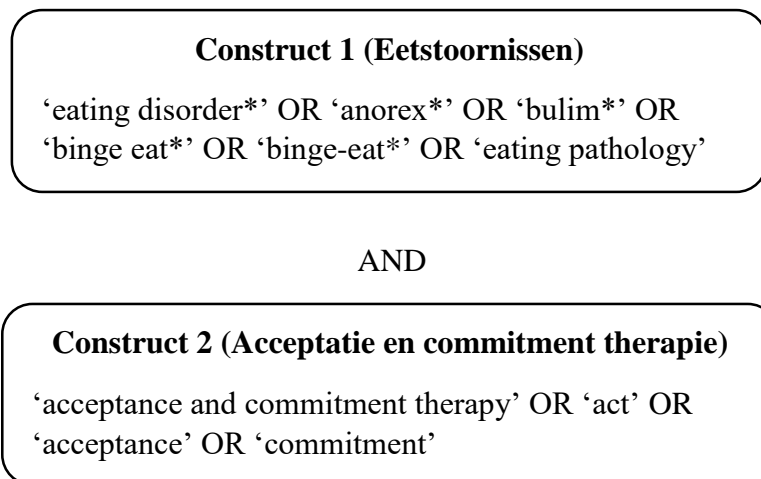 Construct 1 (Eetstoornissen)
‘eating disorder*’ OR ‘anorex*’ OR ‘bulim*’ OR
‘binge eat*’ OR ‘binge-eat*’ OR ‘eating pathology’
AND
Construct 2 (Acceptatie en commitment therapie)
‘acceptance and commitment therapy’ OR ‘act’ OR
‘acceptance’ OR ‘commitment’